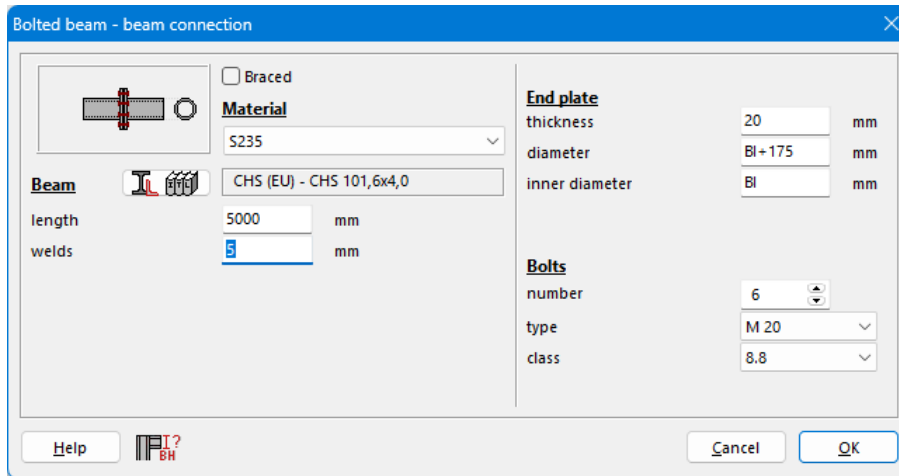 Bolted beam - beam connection
Braced
Material
S235
Beam
CHS (EU) - CHS 101,6x4,0
length 5000 mm
welds 5 mm
End plate
thickness 20 mm
diameter BI+175 mm
inner diameter BI mm
Bolts
number 6
type M 20
class 8.8
Help
I?
BH
Cancel
OK